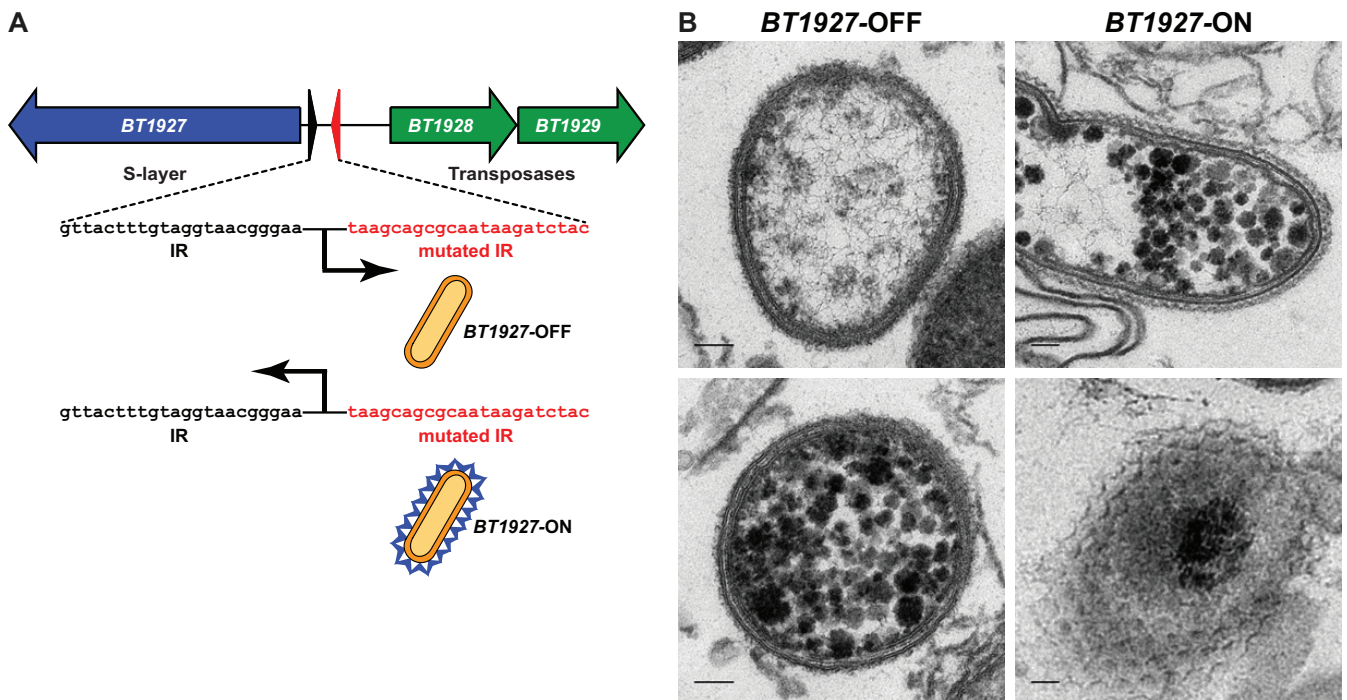 A
BT1927
BT1928
BT1929
S-layer
Transposases
gttactttgtaggtaacgggaa
taagcagcgcaataagatctac
IR
mutated IR
BT1927-OFF
gttactttgtaggtaacgggaa
taagcagcgcaataagatctac
IR
mutated IR
BT1927-ON
B
BT1927-OFF
BT1927-ON